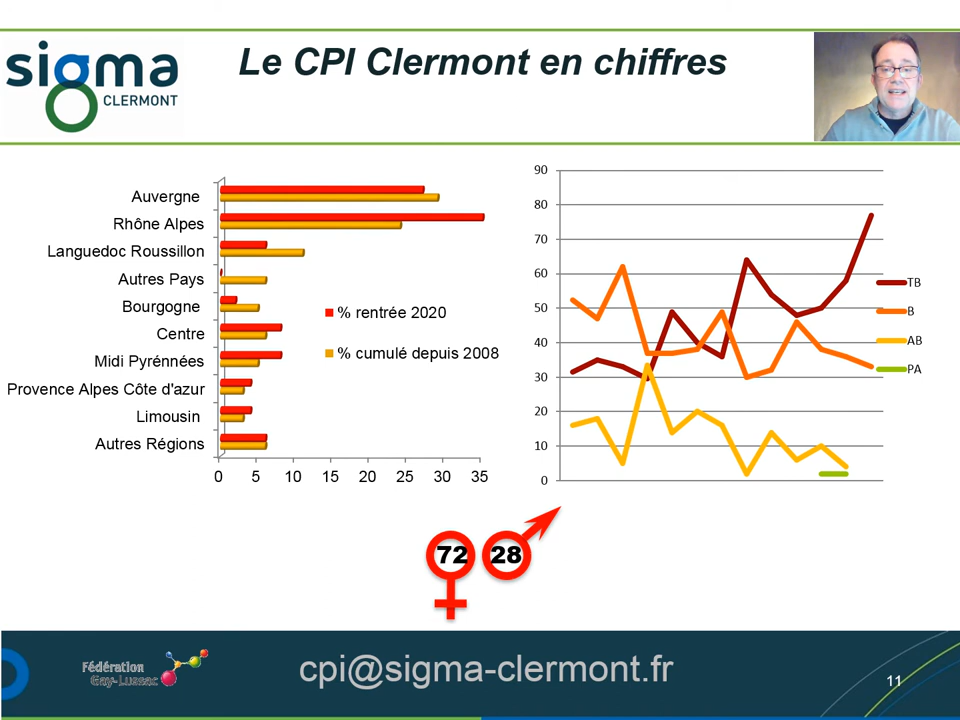 sigma
CLERMONT
Le CPI Clermont en chiffres
Auvergne
Rhône Alpes
Languedoc Roussillon
Autres Pays
Bourgogne
Centre
Midi Pyrénnées
Provence Alpes Côte d'azur
Limousin
Autres Régions
0 5 10 15 20 25 30 35
% rentrée 2020
% cumulé depuis 2008
90
80
70
60
50
40
30
20
10
0
TB
B
AB
PA
72 28
Fédération
Gay-Lussac
cpi@sigma-clermont.fr
11